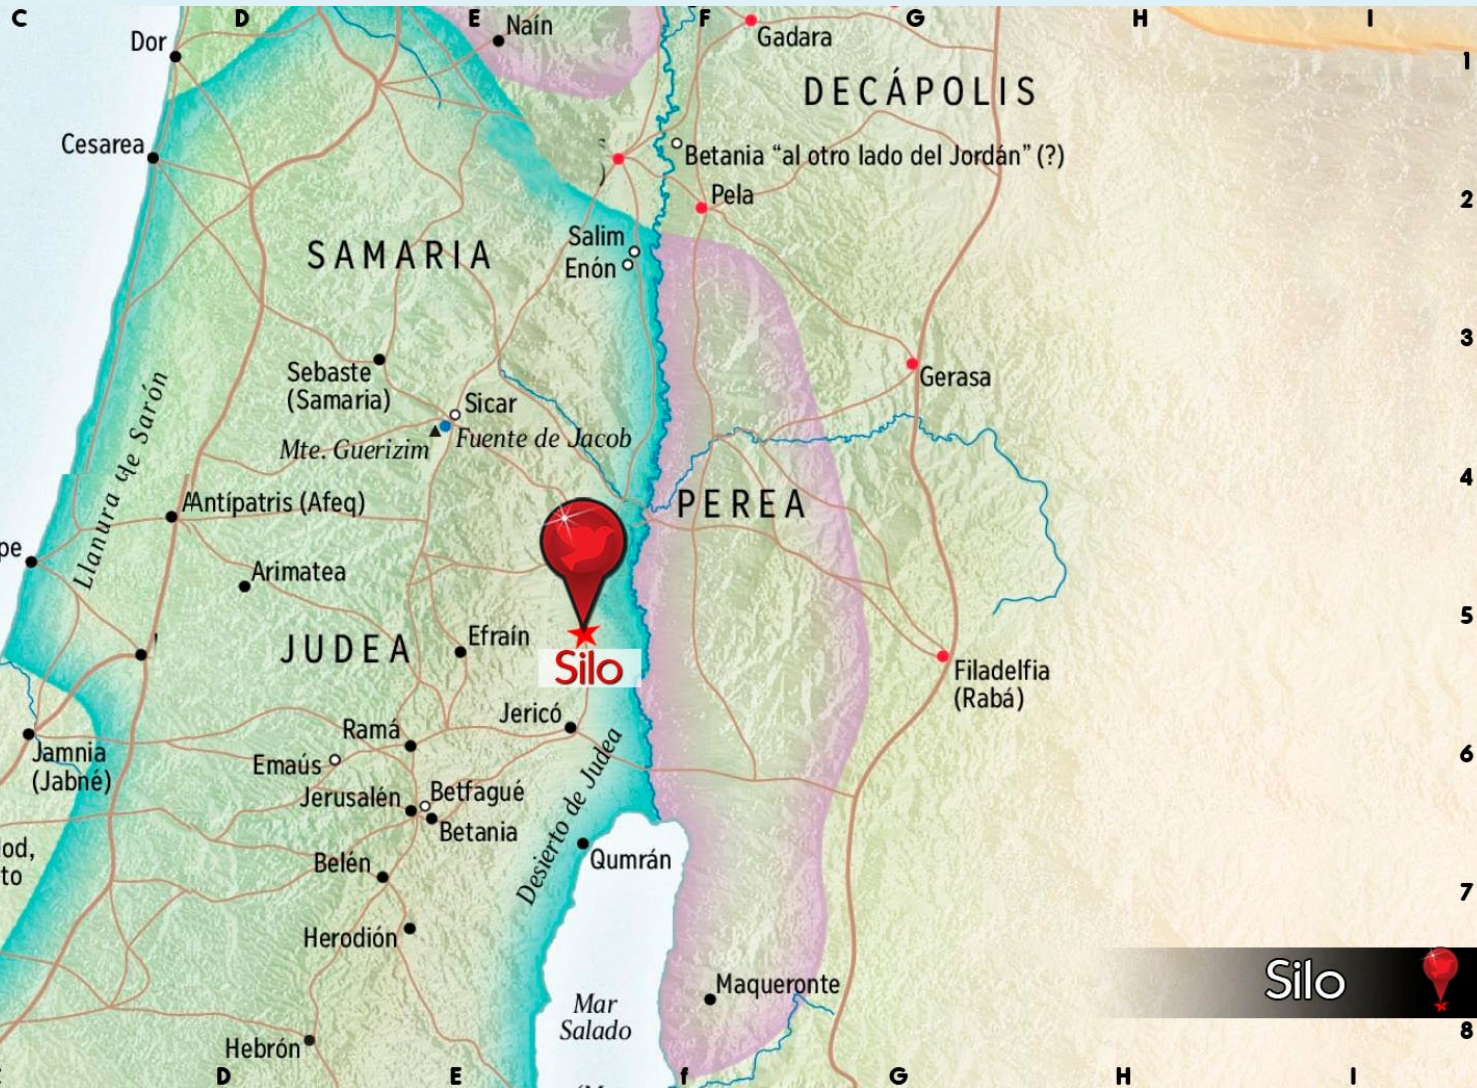 C D E F G H I
Naín
Dor
Gadara
1
DECÁPOLIS
Cesarea
Betania “al otro lado del Jordán” (?)
Pela
2
SAMARIA
Salim
Enón
3
Sebaste
(Samaria)
Gerasa
Sicar
Fuente de Jacob
Mte. Guerizim
Llanura de Sarón
4
Antípatris (Afeq)
PEREA
pe
Arimatea
5
JUDEA
Efraín
Silo
Filadelfia
(Rabá)
Jericó
Ramá
6
Jamnia
(Jabné)
Emaús
Jerusalén
Betfagué
Betania
Desierto de Judea
lod,
to
Belén
Qumrán
7
Herodión
Silo
Maqueronte
Mar
Salado
8
Hebrón
D E f G H I